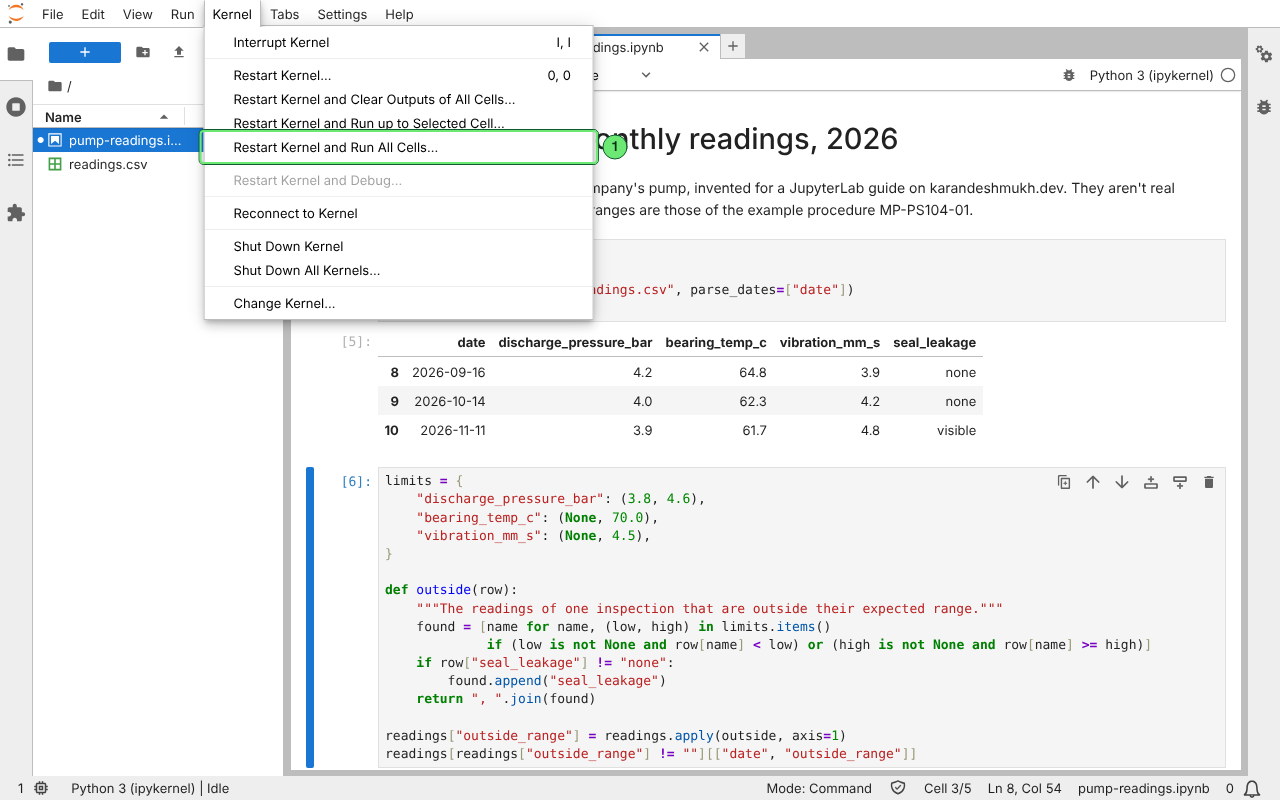 File Edit View Run Kernel Tabs Settings Help
Interrupt Kernel I, I
Restart Kernel... 0, 0
Restart Kernel and Clear Outputs of All Cells...
Restart Kernel and Run up to Selected Cell...
Restart Kernel and Run All Cells...
1
Restart Kernel and Debug...
Reconnect to Kernel
Shut Down Kernel
Shut Down All Kernels...
Change Kernel...
+
/
Name
pump-readings.i...
readings.csv
dings.ipynb
Python 3 (ipykernel)
nthly readings, 2026
mpany's pump, invented for a JupyterLab guide on karandeshmukh.dev. They aren't real
ranges are those of the example procedure MP-PS104-01.
dings.csv", parse_dates=["date"])
[5]:
date discharge_pressure_bar bearing_temp_c vibration_mm_s seal_leakage
8 2026-09-16 4.2 64.8 3.9 none
9 2026-10-14 4.0 62.3 4.2 none
10 2026-11-11 3.9 61.7 4.8 visible
[6]:
limits = {
"discharge_pressure_bar": (3.8, 4.6),
"bearing_temp_c": (None, 70.0),
"vibration_mm_s": (None, 4.5),
}
def outside(row):
"""The readings of one inspection that are outside their expected range."""
found = [name for name, (low, high) in limits.items()
if (low is not None and row[name] < low) or (high is not None and row[name] >= high)]
if row["seal_leakage"] != "none":
found.append("seal_leakage")
return ", ".join(found)
readings["outside_range"] = readings.apply(outside, axis=1)
readings[readings["outside_range"] != ""][["date", "outside_range"]]
1 Python 3 (ipykernel) | Idle Mode: Command Cell 3/5 Ln 8, Col 54 pump-readings.ipynb 0